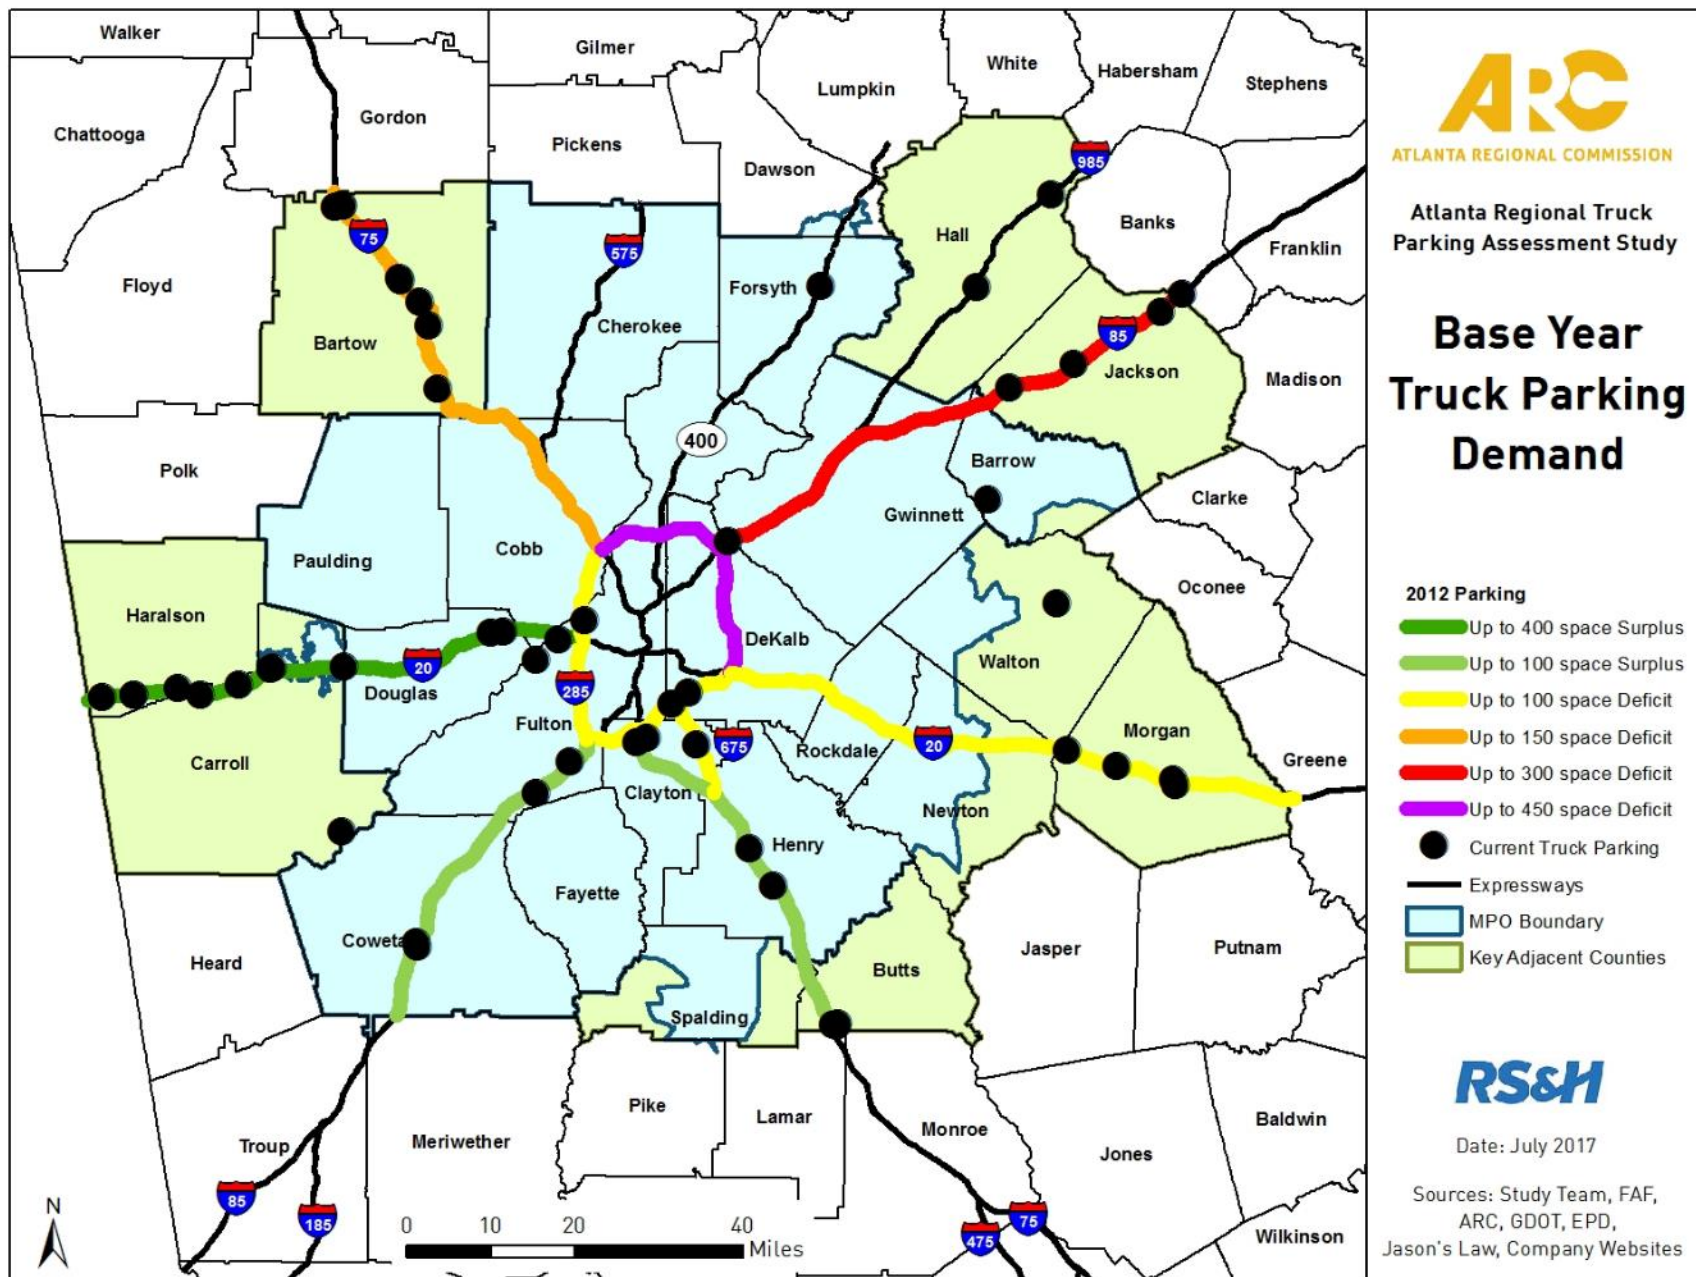 Walker
Gilmer
White
Habersham
Stephens
Lumpkin
Gordon
Chattooga
Pickens
Dawson
985
Banks
Hall
Franklin
75
575
Floyd
Forsyth
Cherokee
Bartow
85
Jackson
Madison
400
Polk
Barrow
Clarke
Gwinnett
Cobb
Paulding
Oconee
Haralson
DeKalb
Walton
20
Douglas
285
Fulton
Morgan
675
20
Rockdale
Carroll
Greene
Clayton
Newton
Henry
Fayette
Coweta
Heard
Jasper
Putnam
Butts
Spalding
Pike
Lamar
Baldwin
Monroe
Troup
Meriwether
Jones
85
185
75
475
Wilkinson
N
0 10 20 40
Miles
ARC
ATLANTA REGIONAL COMMISSION
Atlanta Regional Truck
Parking Assessment Study
Base Year
Truck Parking
Demand
2012 Parking
Up to 400 space Surplus
Up to 100 space Surplus
Up to 100 space Deficit
Up to 150 space Deficit
Up to 300 space Deficit
Up to 450 space Deficit
Current Truck Parking
Expressways
MPO Boundary
Key Adjacent Counties
RS&H
Date: July 2017
Sources: Study Team, FAF,
ARC, GDOT, EPD,
Jason's Law, Company Websites